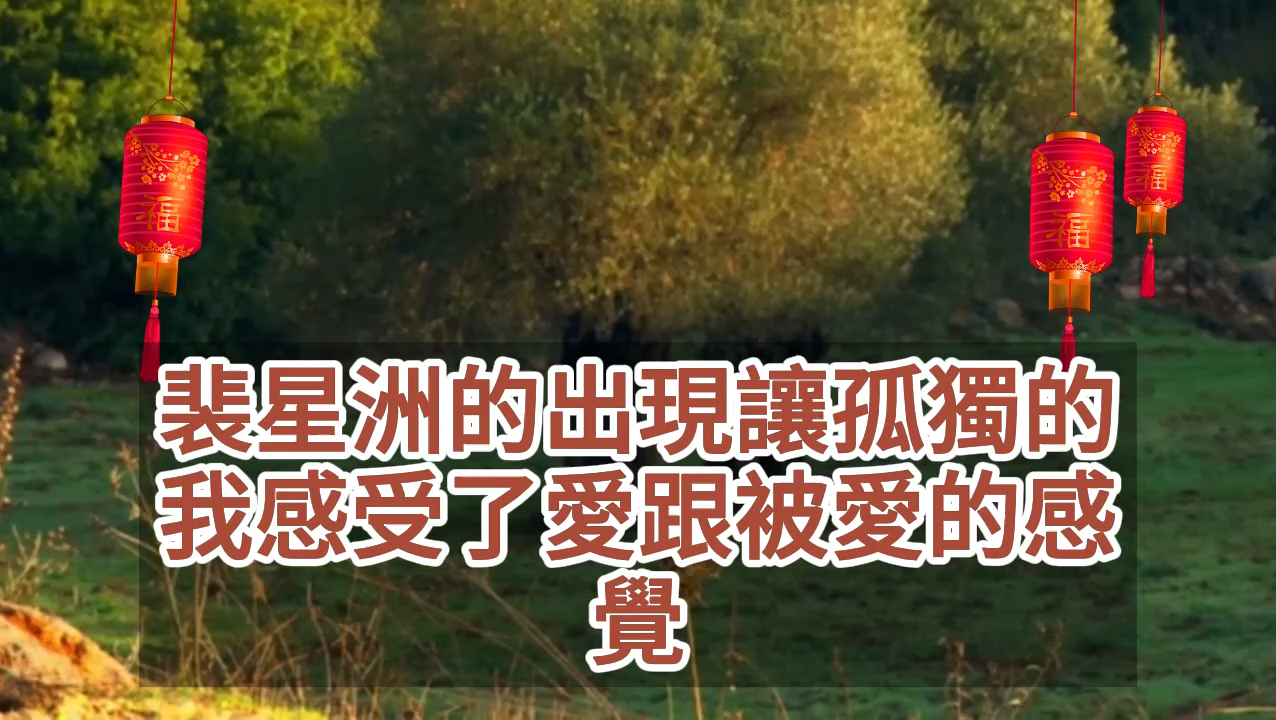 福
福
福
裴星洲的出現讓孤獨的
我感受了愛跟被愛的感
覺